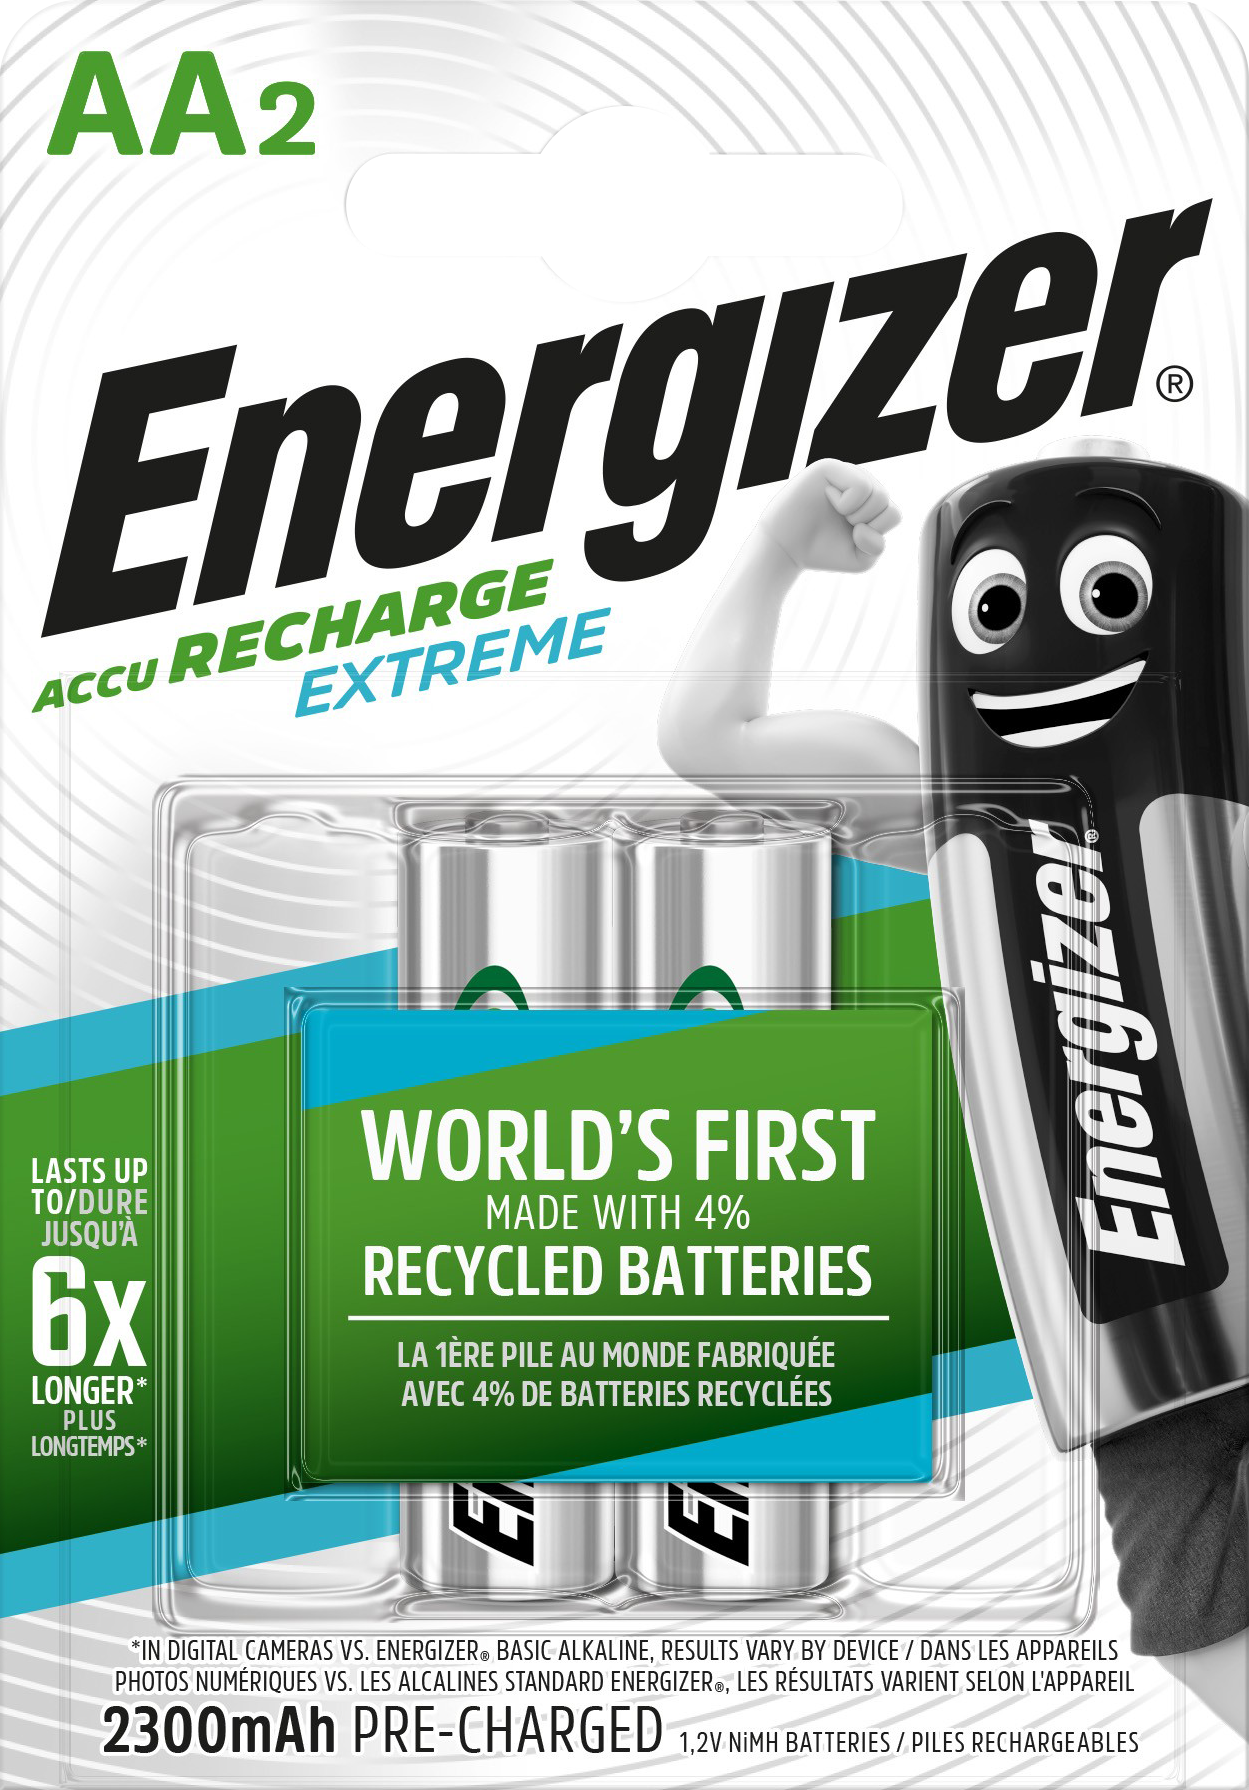 AA2
Energizer®
ACCU RECHARGE
EXTREME
Energizer®
WORLD'S FIRST
MADE WITH 4%
RECYCLED BATTERIES
LA 1ÈRE PILE AU MONDE FABRIQUÉE
AVEC 4% DE BATTERIES RECYCLÉES
LASTS UP
TO/DURE
JUSQU'À
6x
LONGER*
PLUS
LONGTEMPS*
*IN DIGITAL CAMERAS VS. ENERGIZER® BASIC ALKALINE, RESULTS VARY BY DEVICE / DANS LES APPAREILS
PHOTOS NUMÉRIQUES VS. LES ALCALINES STANDARD ENERGIZER®, LES RÉSULTATS VARIENT SELON L'APPAREIL
2300mAh PRE-CHARGED 1,2V NiMH BATTERIES / PILES RECHARGEABLES